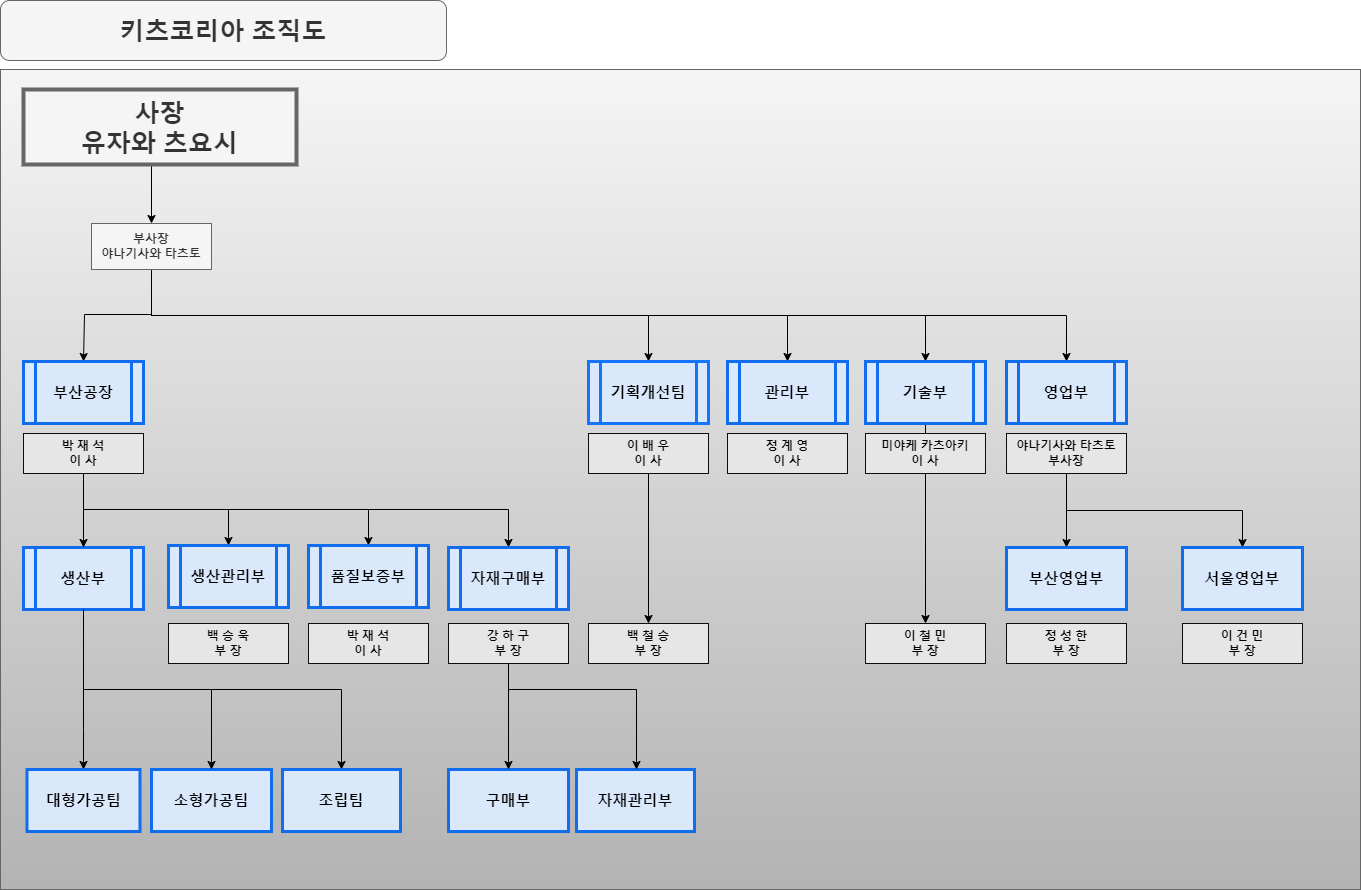 키츠코리아 조직도
사장
유자와 츠요시
부사장
야나기사와 타츠토
부산공장
기획개선팀
관리부
기술부
영업부
박 재 석
이 사
이 배 우
이 사
정 계 영
이 사
미야케 카츠아키
이 사
야나기사와 타츠토
부사장
생산부
생산관리부
품질보증부
자재구매부
부산영업부
서울영업부
백 승 욱
부 장
박 재 석
이 사
강 하 구
부 장
백 철 승
부 장
이 철 민
부 장
정 성 한
부 장
이 건 민
부 장
대형가공팀
소형가공팀
조립팀
구매부
자재관리부